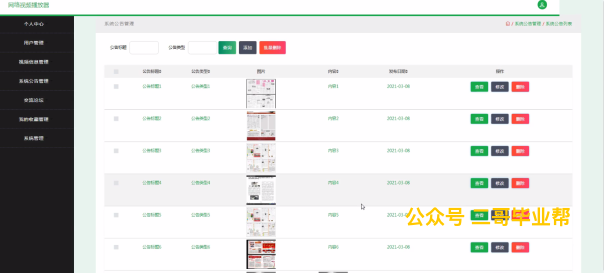 网络视频播放器
个人中心
用户管理
视频信息管理
系统公告管理
交流论坛
我的收藏管理
系统管理
系统公告管理
/ 系统公告管理 / 系统公告列表
公告标题 公告类型 查询 添加 批量删除
公告标题 公告类型 图片 内容 发布日期 操作
公告标题1 公告类型1 内容1 2021-03-08 查看 修改 删除
公告标题2 公告类型2 内容2 2021-03-08 查看 修改 删除
公告标题3 公告类型3 内容3 2021-03-08 查看 修改 删除
公告标题4 公告类型4 内容4 2021-03-08 查看 修改 删除
公告标题5 公告类型5 内容5 2021-03-08
公众号 二哥毕业帮
公告标题6 公告类型6 内容6 2021-03-08 查看 修改 删除